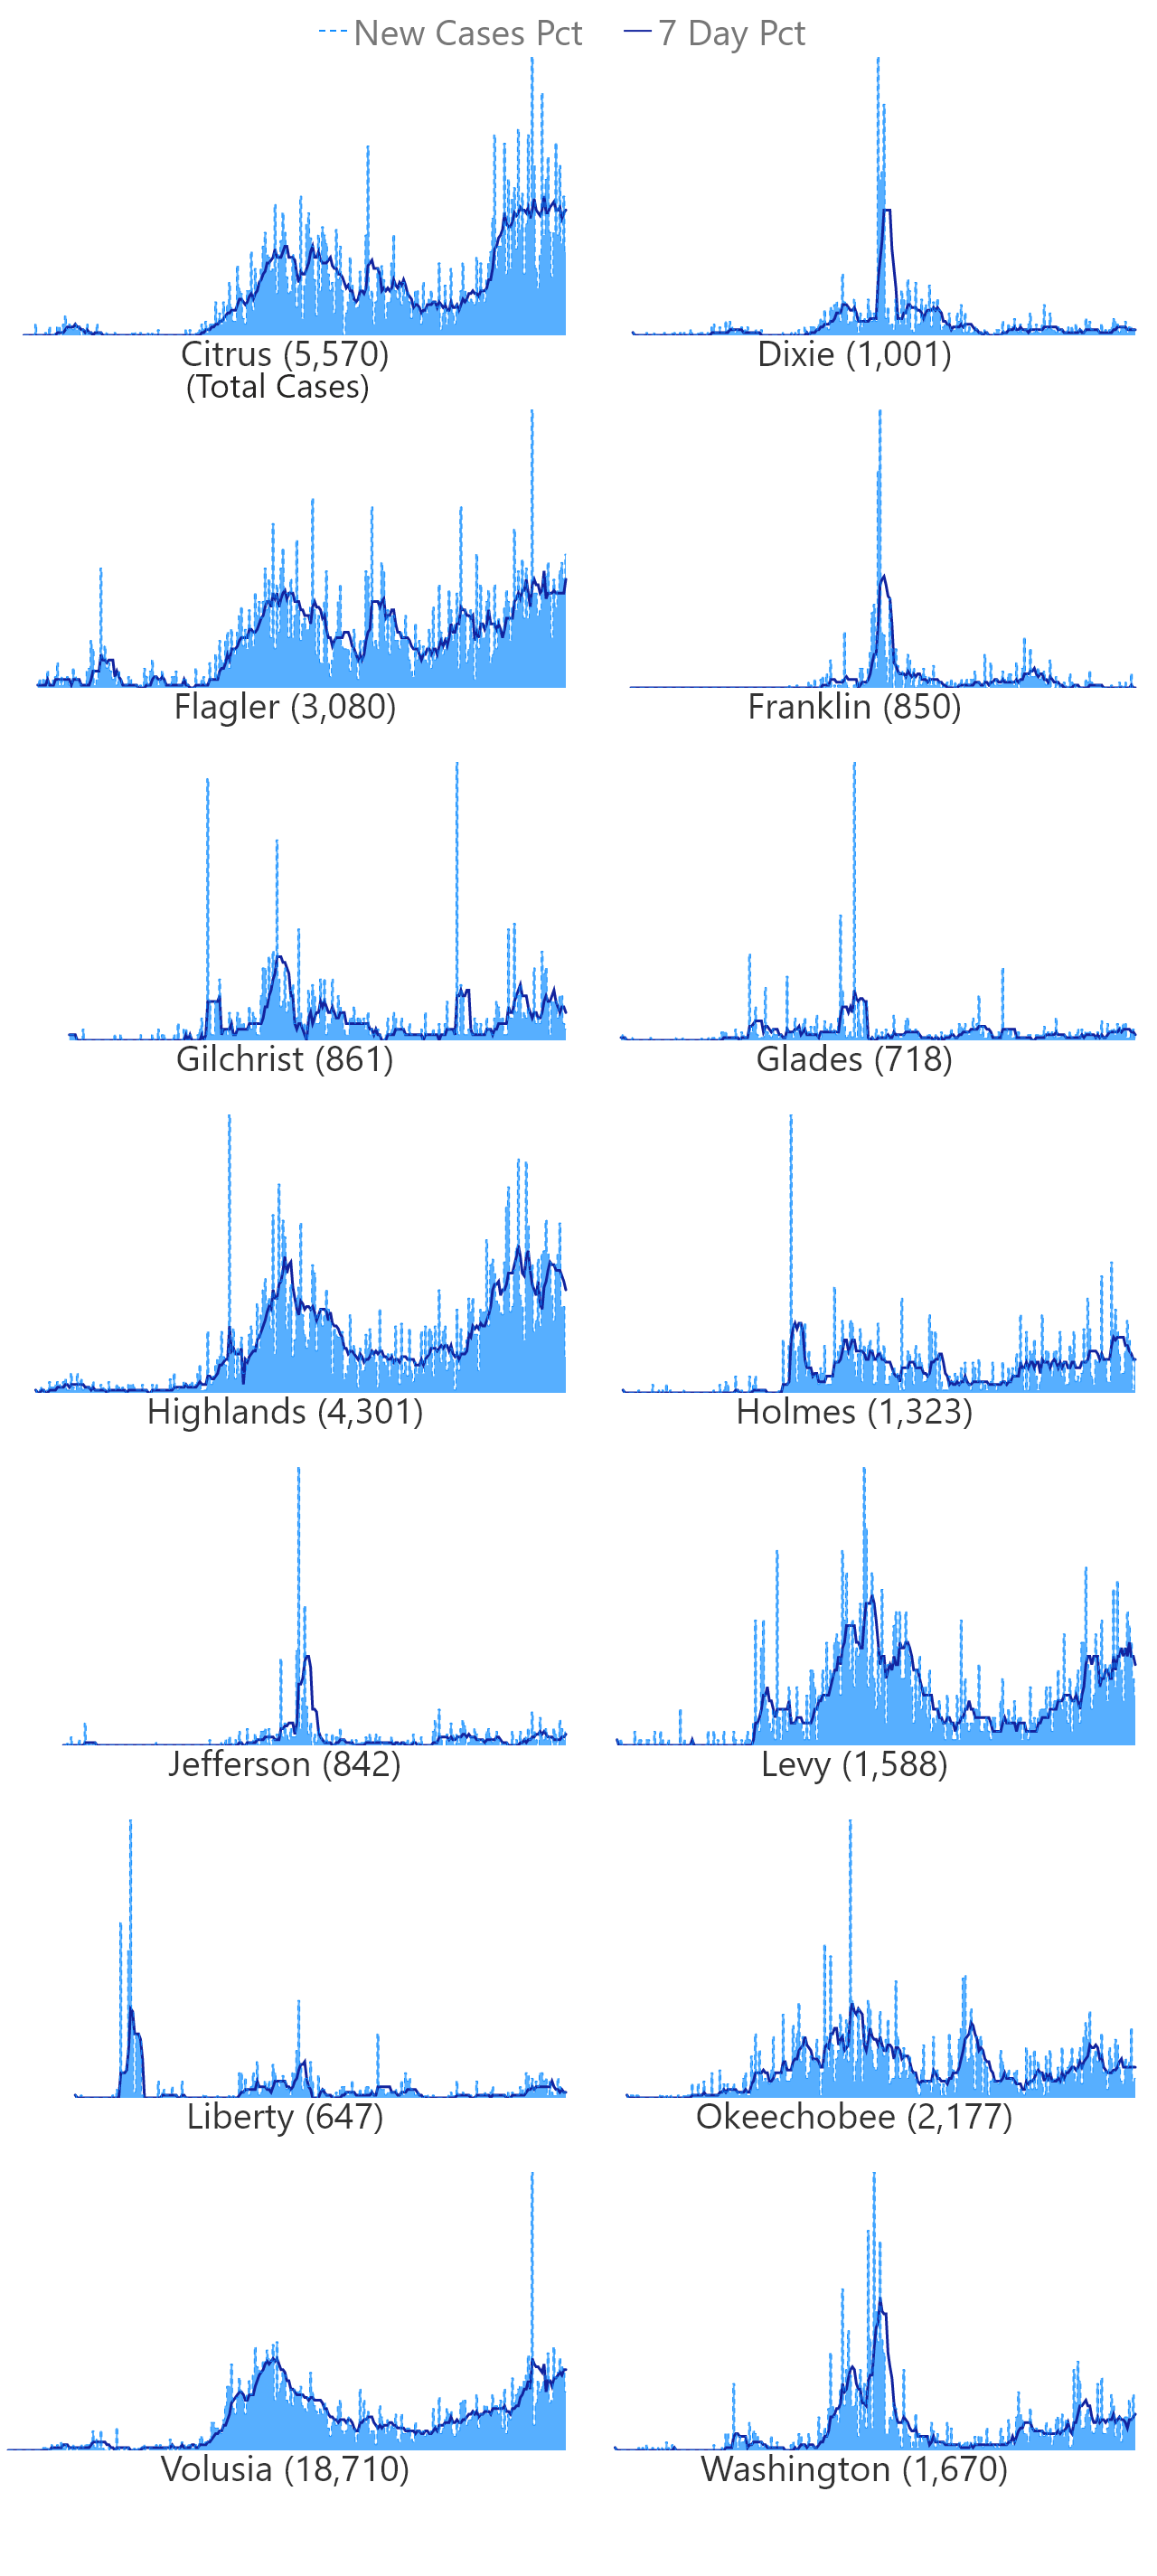 New Cases Pct 7 Day Pct
Citrus (5,570) Dixie (1,001)
(Total Cases)
Flagler (3,080) Franklin (850)
Gilchrist (861) Glades (718)
Highlands (4,301) Holmes (1,323)
Jefferson (842) Levy (1,588)
Liberty (647) Okeechobee (2,177)
Volusia (18,710) Washington (1,670)